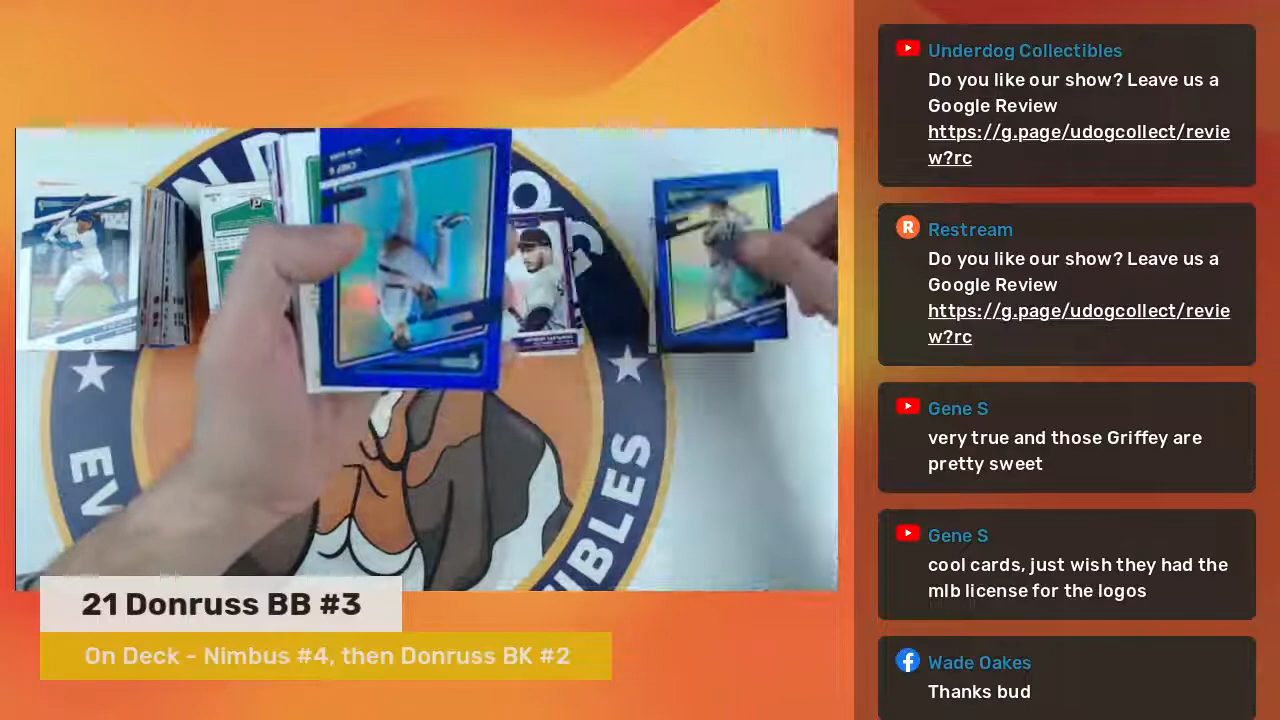 Underdog Collectibles
Do you like our show? Leave us a
Google Review
https://g.page/udogcollect/revie
w?rc
Restream
Do you like our show? Leave us a
Google Review
https://g.page/udogcollect/revie
w?rc
Gene S
very true and those Griffey are
pretty sweet
Gene S
cool cards, just wish they had the
mlb license for the logos
Wade Oakes
Thanks bud
EV
IBLES
21 Donruss BB #3
On Deck - Nimbus #4, then Donruss BK #2